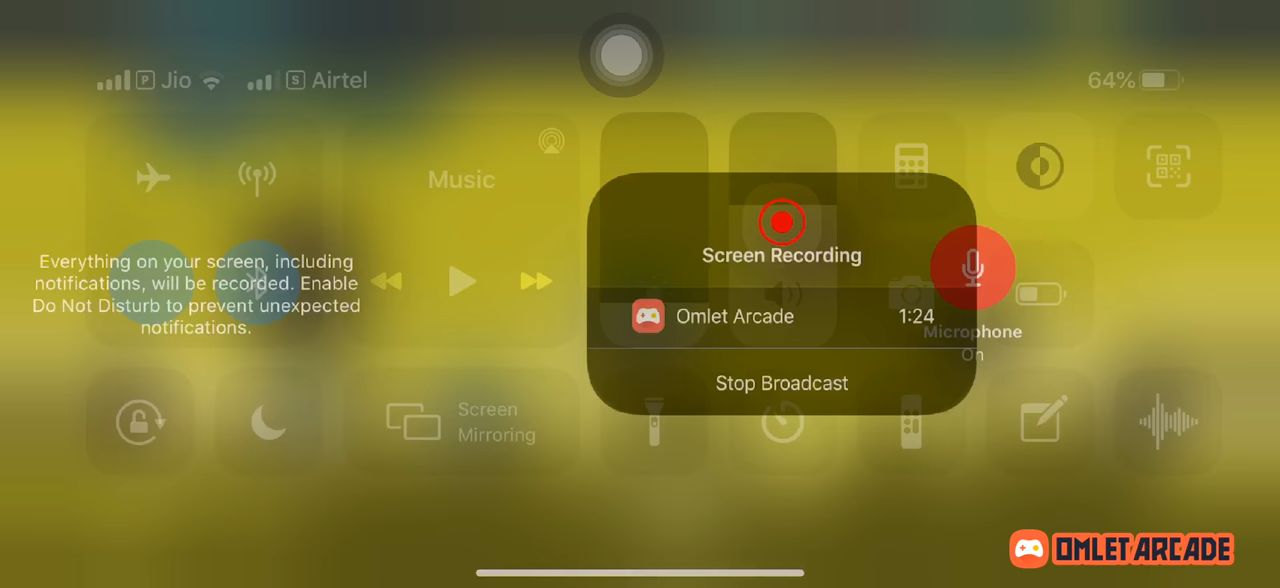 P Jio
S Airtel
64%
Music
Everything on your screen, including
notifications, will be recorded. Enable
Do Not Disturb to prevent unexpected
notifications.
Screen Recording
Omlet Arcade 1:24
Stop Broadcast
Microphone
On
Screen
Mirroring
OMLET ARCADE